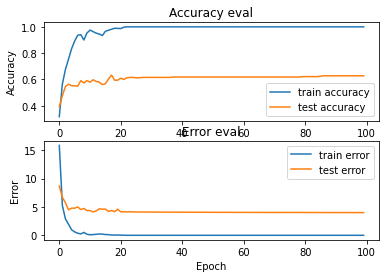 Accuracy eval
1.0
0.8
0.6
0.4
Accuracy
train accuracy
test accuracy
0 20 40 60 80 100
Error eval
15
10
5
0
Error
train error
test error
0 20 40 60 80 100
Epoch